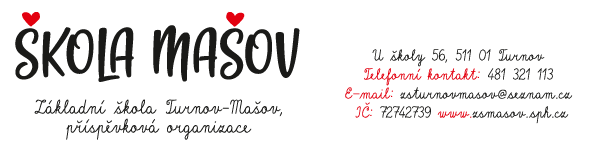 ŠKOLA MAŠOV
Základní škola Turnov-Mašov,
příspěvková organizace
U školy 56, 511 01 Turnov
Telefonní kontakt: 481 321 113
E-mail: zsturnovmasov@seznam.cz
IČ: 72742739 www.zsmasov.sph.cz